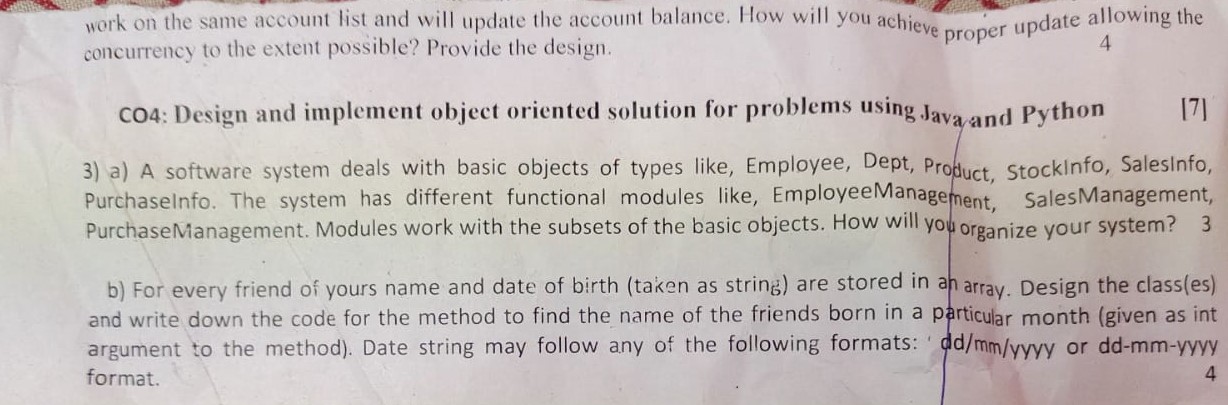 work on the same account list and will update the account balance. How will you achieve proper update allowing the
concurrency to the extent possible? Provide the design. 4
CO4: Design and implement object oriented solution for problems using Java and Python [7]
3) a) A software system deals with basic objects of types like, Employee, Dept, Product, StockInfo, SalesInfo,
PurchaseInfo. The system has different functional modules like, EmployeeManagement, SalesManagement,
PurchaseManagement. Modules work with the subsets of the basic objects. How will you organize your system? 3
b) For every friend of yours name and date of birth (taken as string) are stored in an array. Design the class(es)
and write down the code for the method to find the name of the friends born in a particular month (given as int
argument to the method). Date string may follow any of the following formats: ' dd/mm/yyyy or dd-mm-yyyy
format. 4